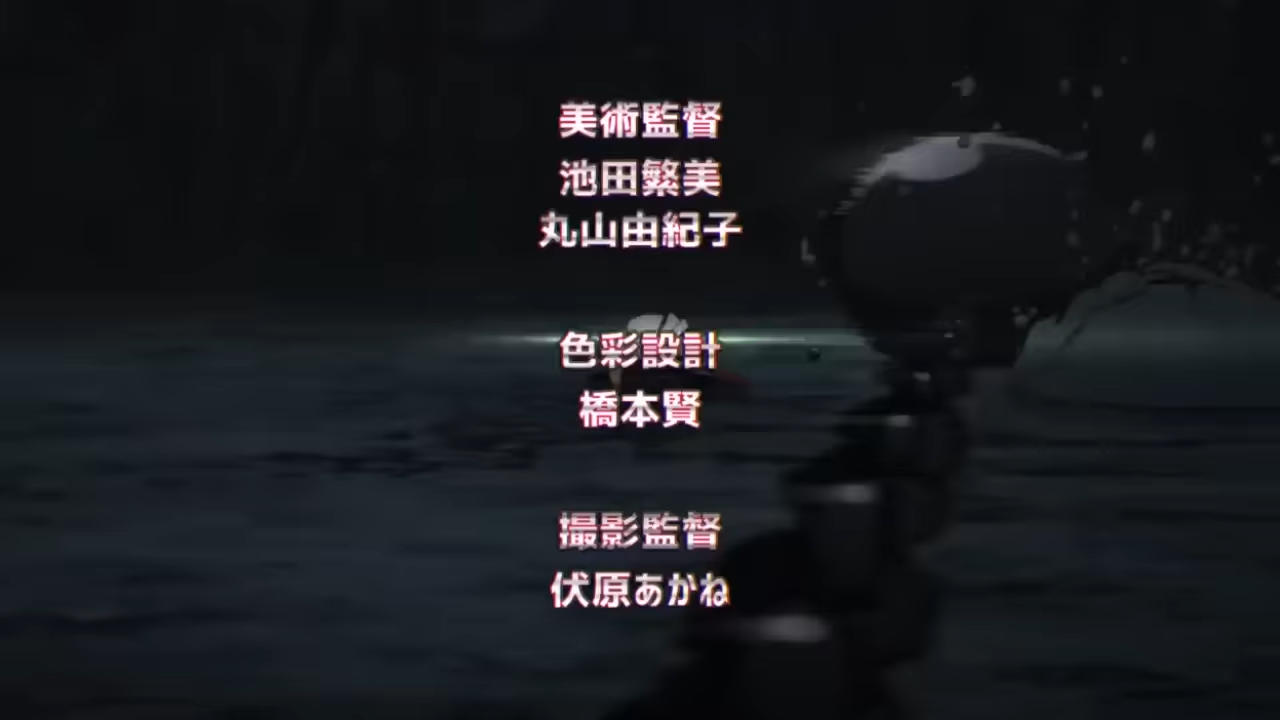 美術監督
池田繁美
丸山由紀子
色彩設計
橋本賢
撮影監督
伏原あかね